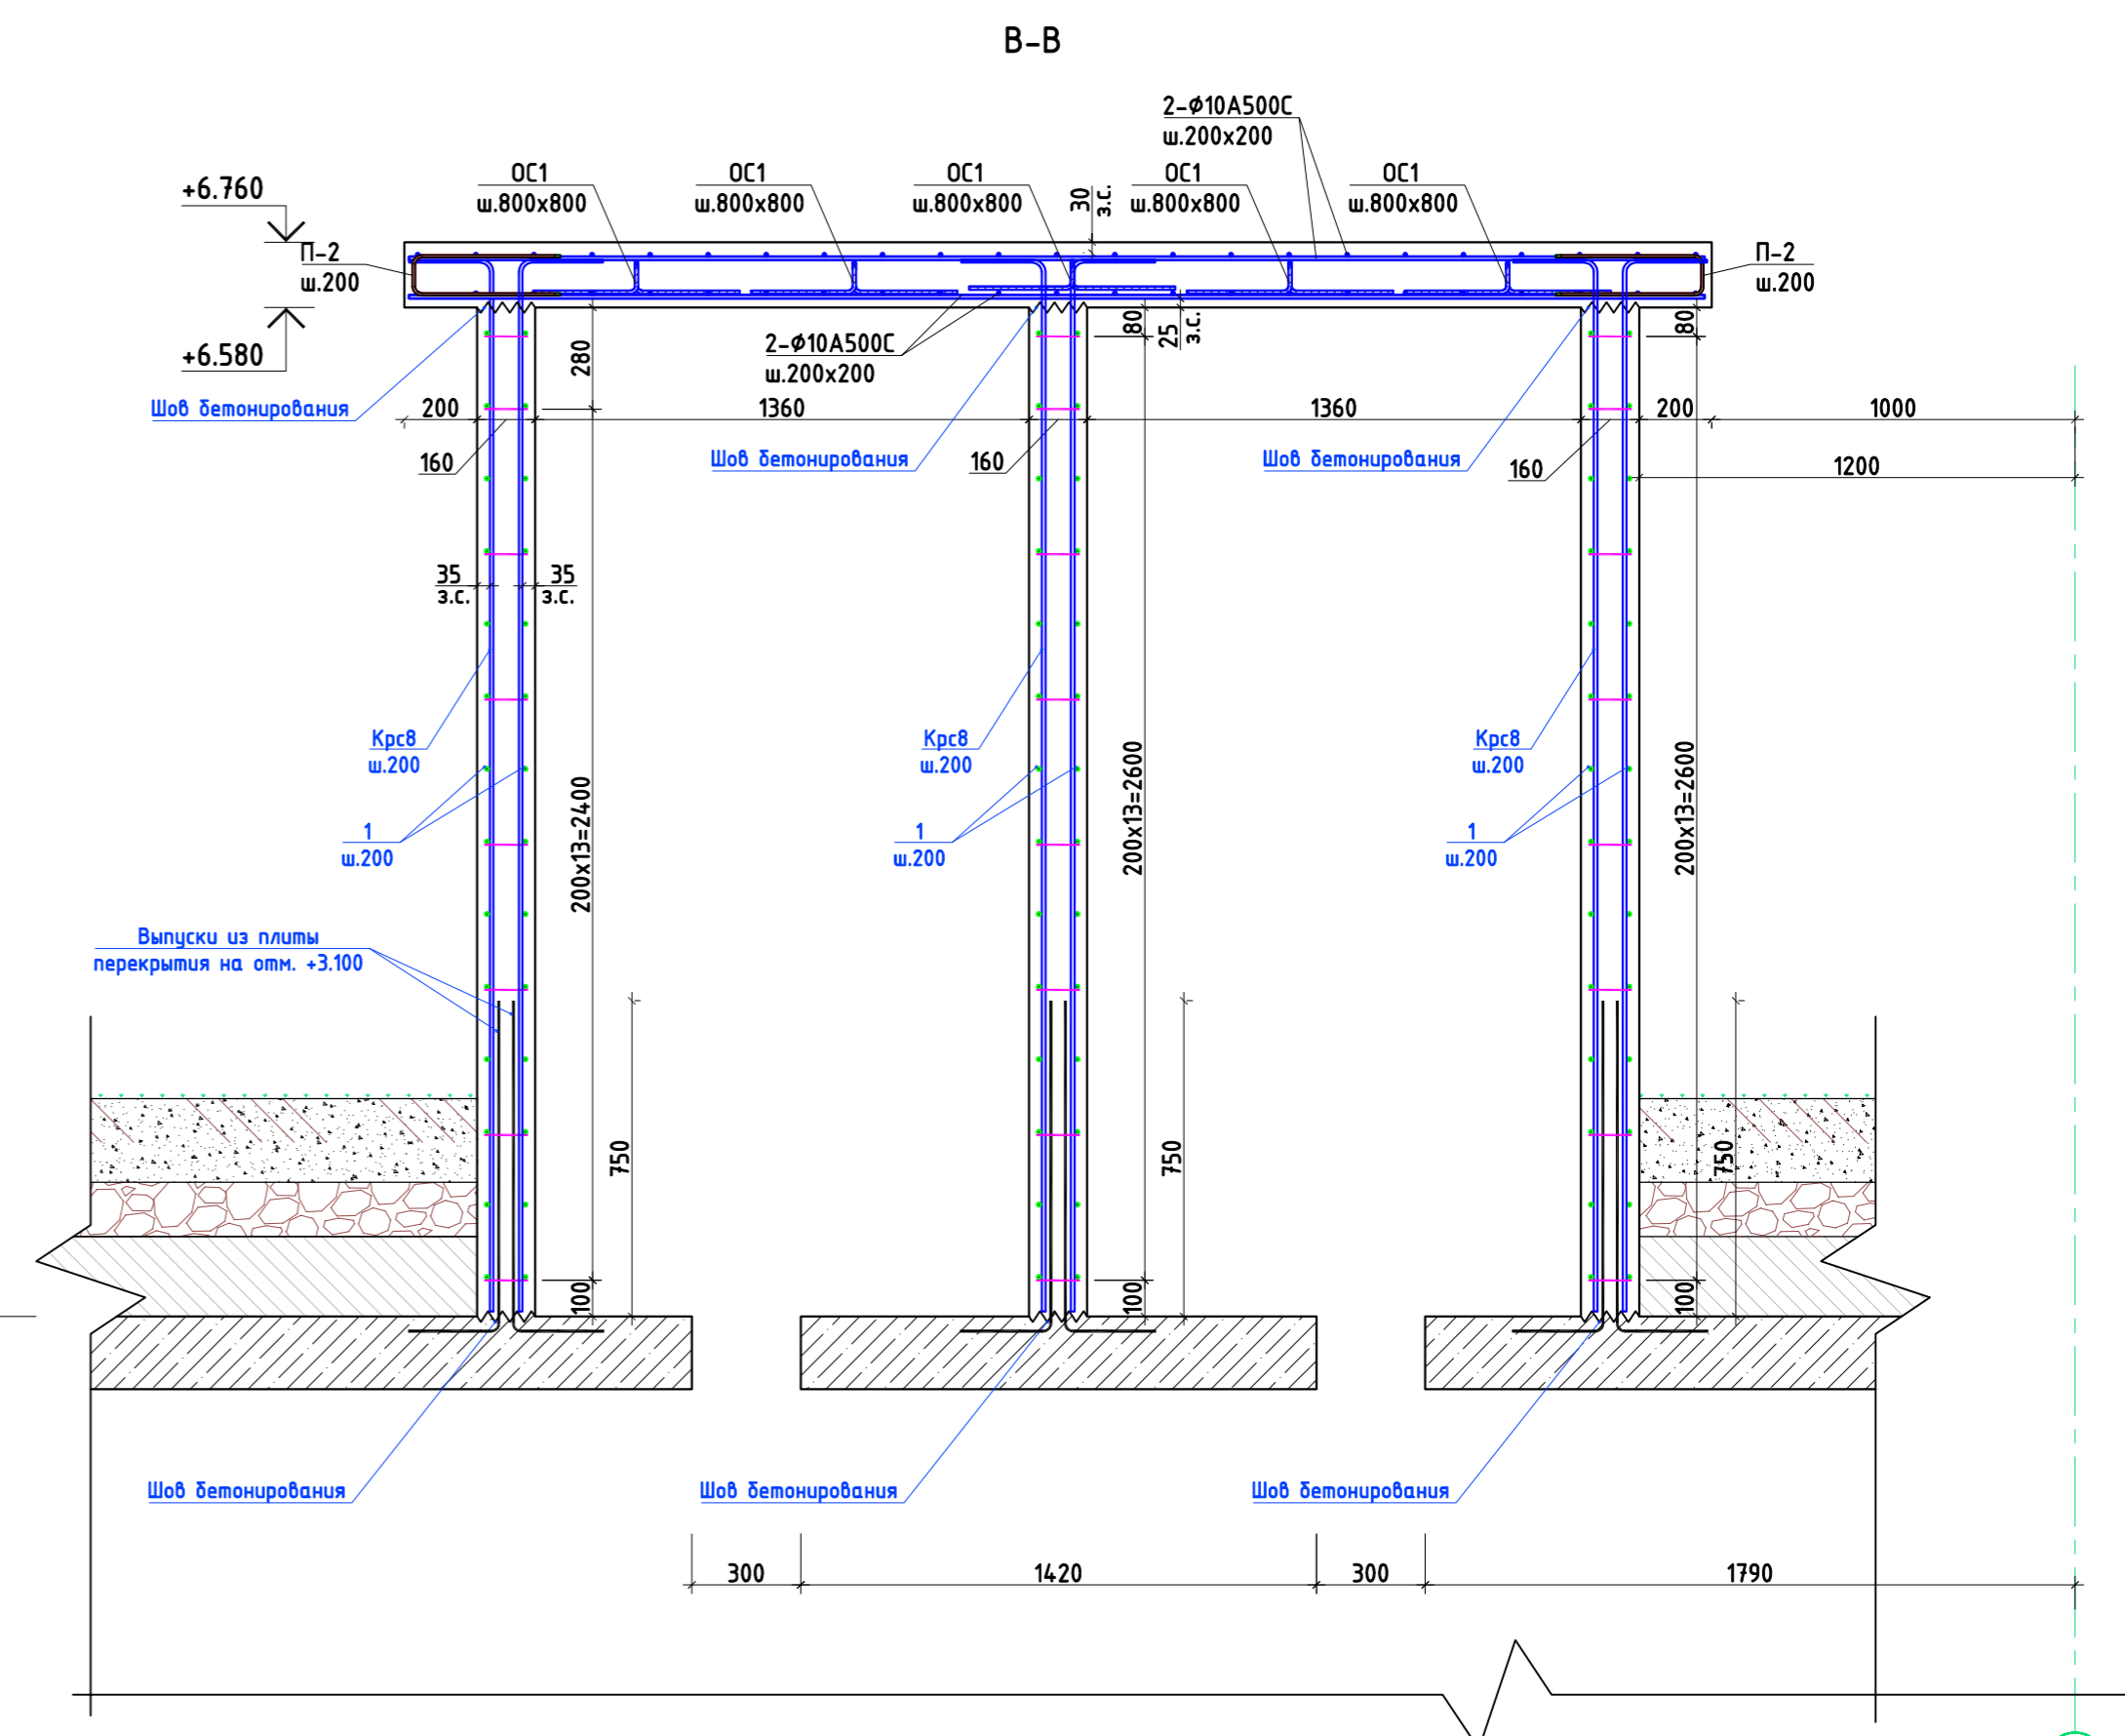 В-В
2-Ø10А500С
ш.200х200
ОС1
ш.800х800
ОС1
ш.800х800
ОС1
ш.800х800
ОС1
ш.800х800
ОС1
ш.800х800
30
з.с.
+6.760
П-2
ш.200
П-2
ш.200
+6.580
2-Ø10А500С
ш.200х200
280
80
25
з.с.
80
Шов бетонирования
200
1360
1360
200
1000
160
Шов бетонирования
160
Шов бетонирования
160
1200
35
з.с.
35
з.с.
Крс8
ш.200
Крс8
ш.200
Крс8
ш.200
200х13=2400
200х13=2600
200х13=2600
1
ш.200
1
ш.200
1
ш.200
Выпуски из плиты
перекрытия на отм. +3.100
750
750
750
100
100
100
Шов бетонирования
Шов бетонирования
Шов бетонирования
300
1420
300
1790